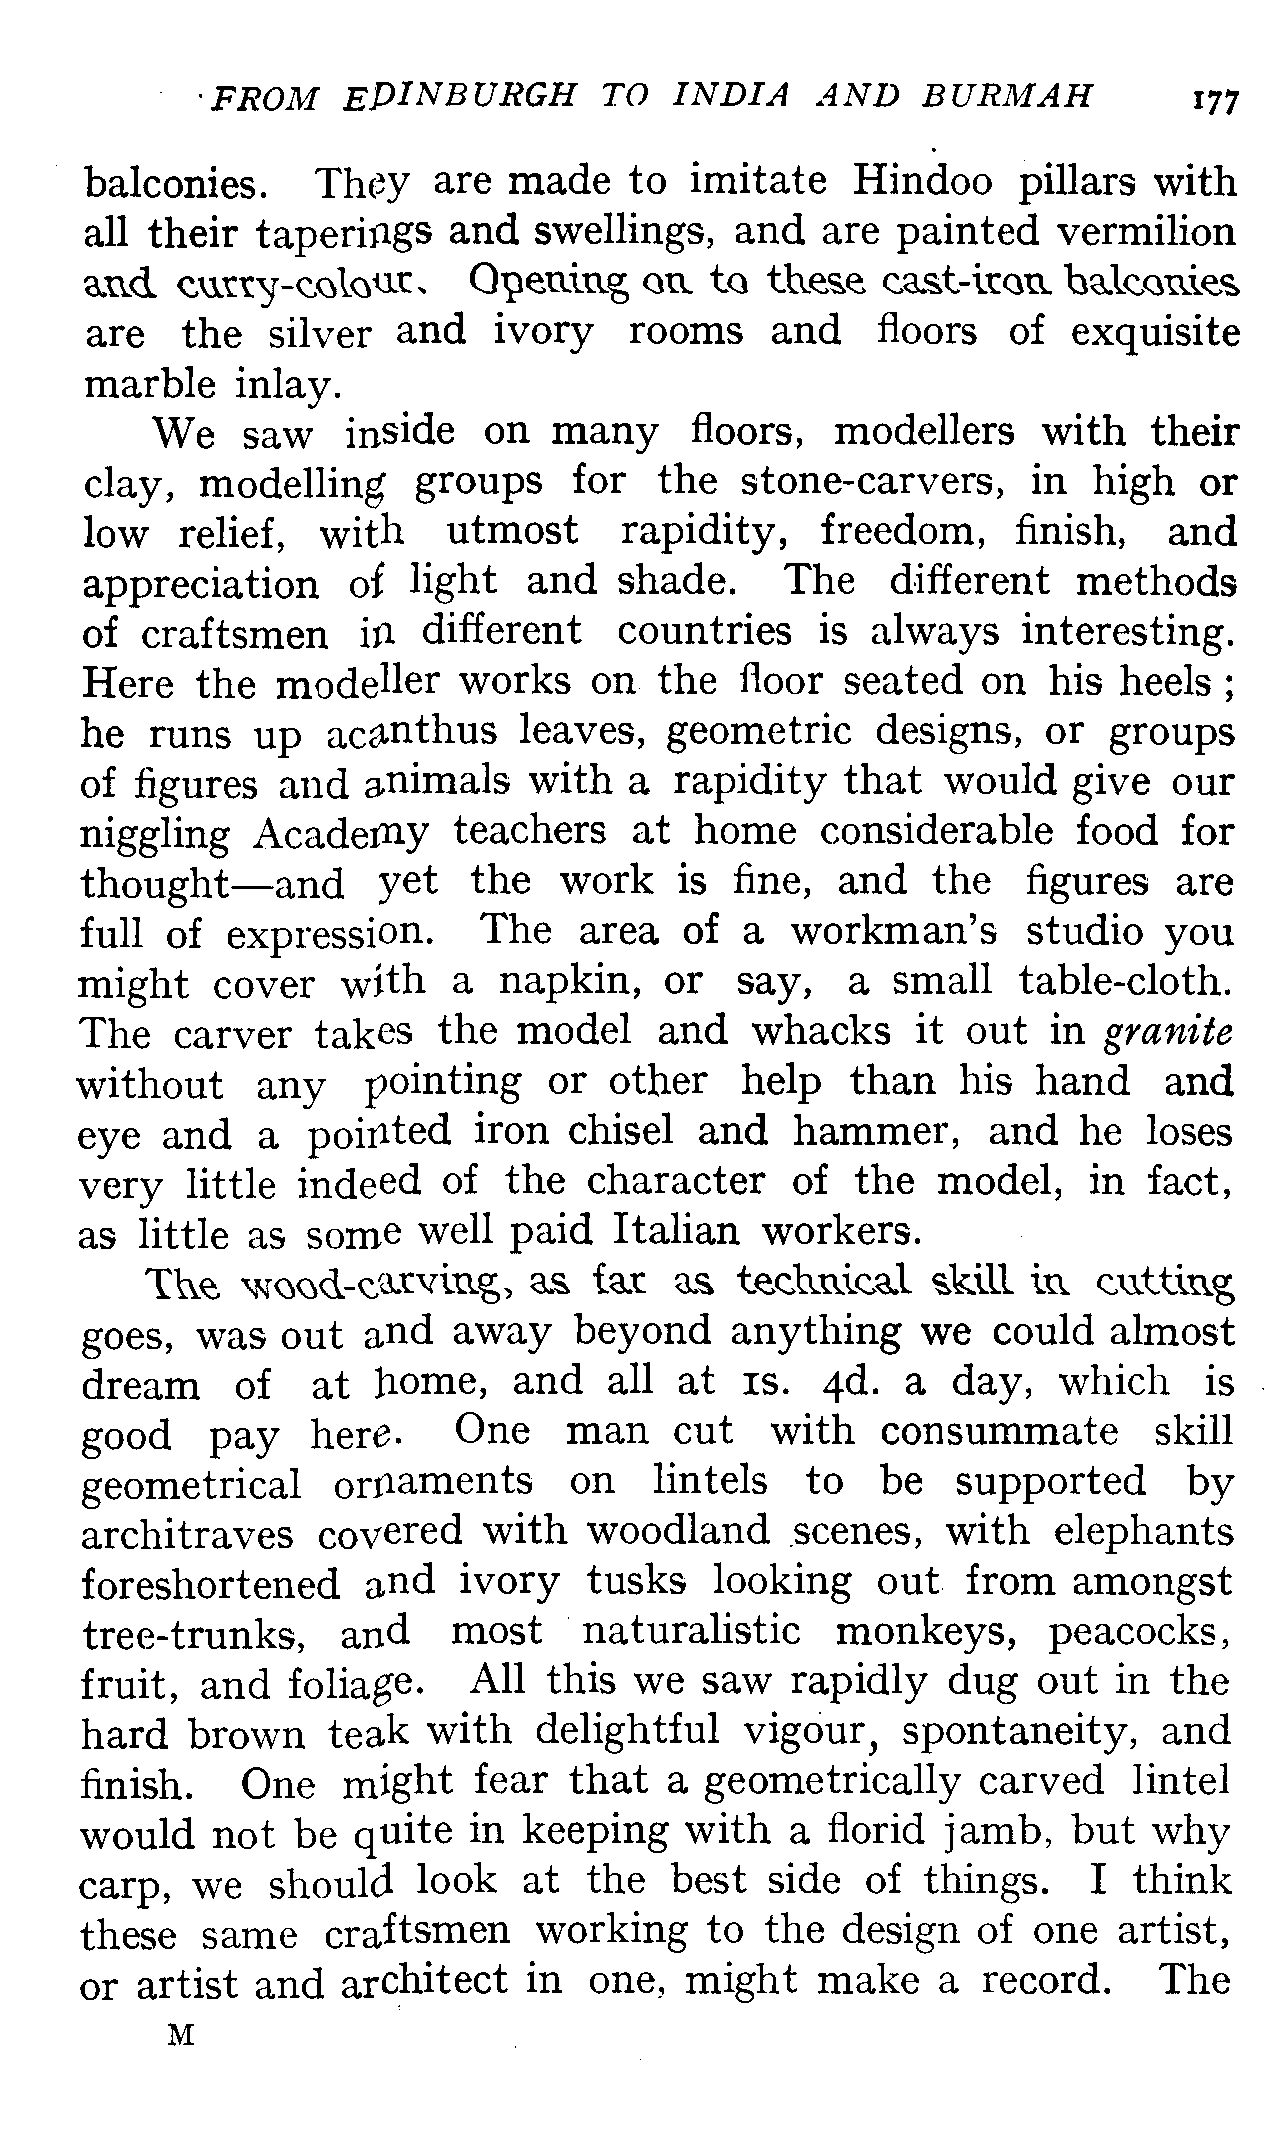 FROM EDINBURGH TO INDIA AND BURMAH 177
balconies. They are made to imitate Hindoo pillars with
all their taperings and swellings, and are painted vermilion
and curry-colour. Opening on to these cast-iron balconies
are the silver and ivory rooms and floors of exquisite
marble inlay.
We saw inside on many floors, modellers with their
clay, modelling groups for the stone-carvers, in high or
low relief, with utmost rapidity, freedom, finish, and
appreciation of light and shade. The different methods
of craftsmen in different countries is always interesting.
Here the modeller works on the floor seated on his heels ;
he runs up acanthus leaves, geometric designs, or groups
of figures and animals with a rapidity that would give our
niggling Academy teachers at home considerable food for
thought—and yet the work is fine, and the figures are
full of expression. The area of a workman's studio you
might cover with a napkin, or say, a small table-cloth.
The carver takes the model and whacks it out in granite
without any pointing or other help than his hand and
eye and a pointed iron chisel and hammer, and he loses
very little indeed of the character of the model, in fact,
as little as some well paid Italian workers.
The wood-carving, as far as technical skill in cutting
goes, was out and away beyond anything we could almost
dream of at home, and all at 1s. 4d. a day, which is
good pay here. One man cut with consummate skill
geometrical ornaments on lintels to be supported by
architraves covered with woodland scenes, with elephants
foreshortened and ivory tusks looking out from amongst
tree-trunks, and most naturalistic monkeys, peacocks,
fruit, and foliage. All this we saw rapidly dug out in the
hard brown teak with delightful vigour, spontaneity, and
finish. One might fear that a geometrically carved lintel
would not be quite in keeping with a florid jamb, but why
carp, we should look at the best side of things. I think
these same craftsmen working to the design of one artist,
or artist and architect in one, might make a record. The
M